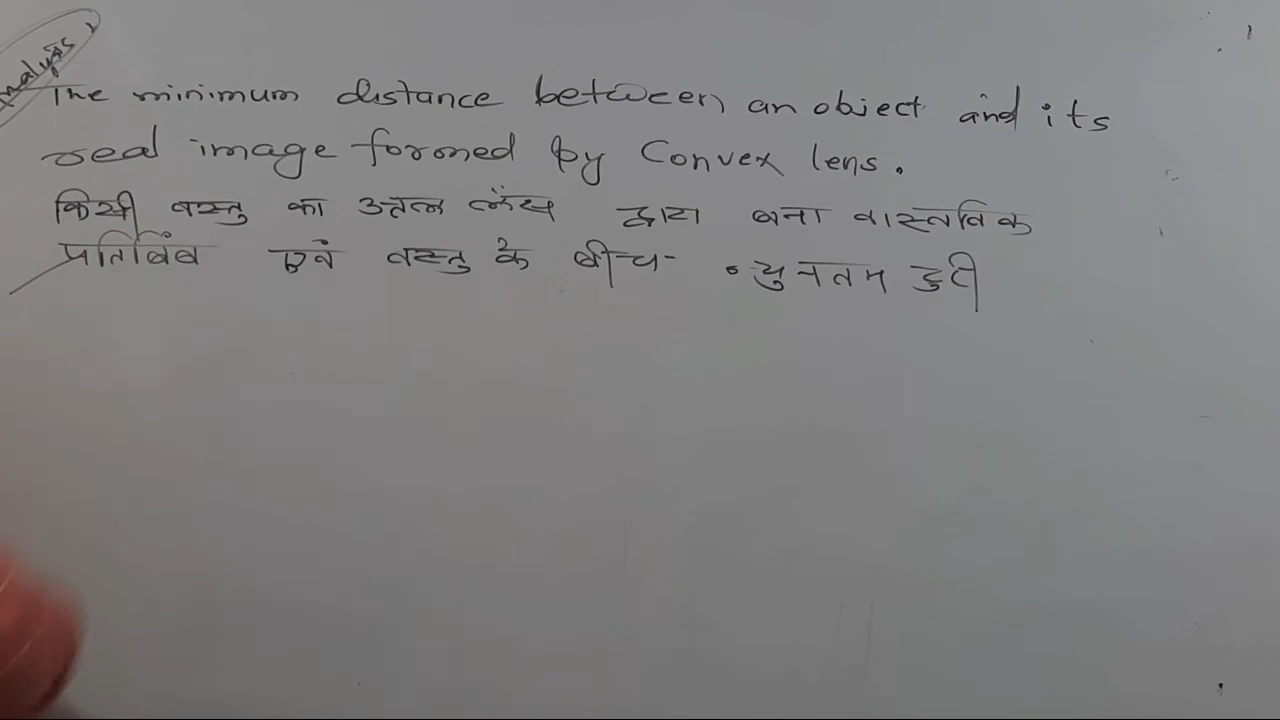 Analysis
The minimum distance between an object and its
real image formed by Convex lens.
किसी वस्तु का उत्तल लेंस द्वारा बना वास्तविक
प्रतिबिंब एवं वस्तु के बीच न्युनतम दुरी